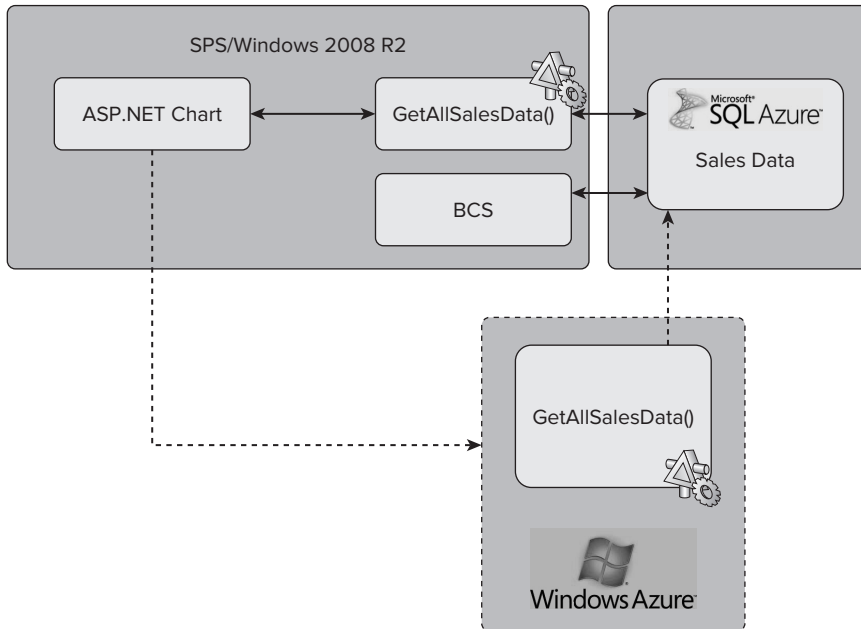 SPS/Windows 2008 R2
ASP.NET Chart
GetAllSalesData()
Microsoft®
SQL Azure™
Sales Data
BCS
GetAllSalesData()
Windows Azure™